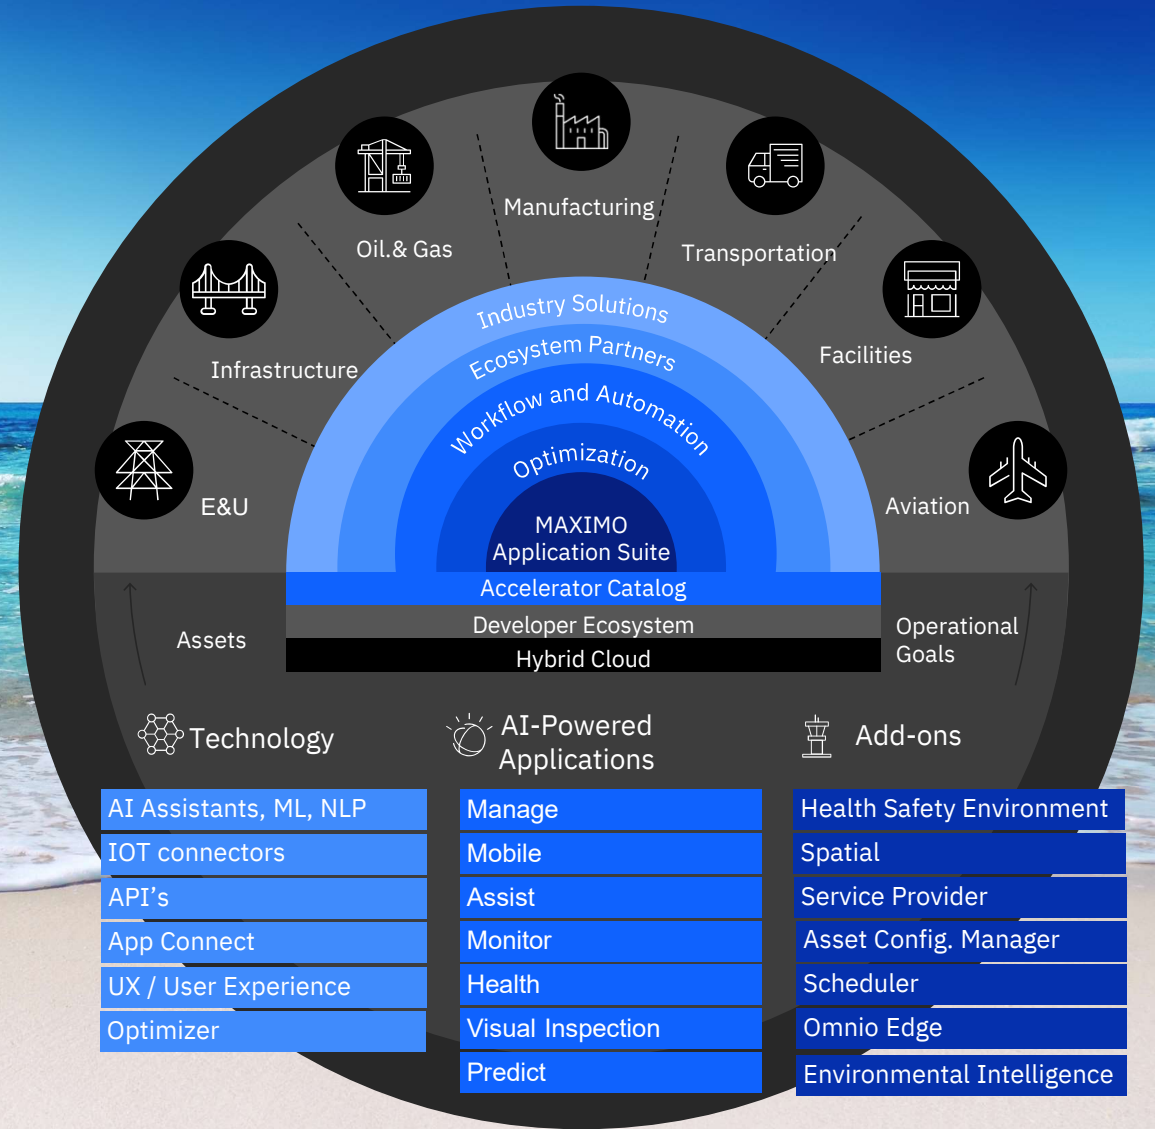 Manufacturing
Oil.& Gas
Transportation
Infrastructure
Facilities
E&U
Aviation
Industry Solutions
Ecosystem Partners
Workflow and Automation
Optimization
MAXIMO
Application Suite
Accelerator Catalog
Developer Ecosystem
Hybrid Cloud
Assets
Operational
Goals
Technology
AI Assistants, ML, NLP
IOT connectors
API’s
App Connect
UX / User Experience
Optimizer
AI-Powered
Applications
Manage
Mobile
Assist
Monitor
Health
Visual Inspection
Predict
Add-ons
Health Safety Environment
Spatial
Service Provider
Asset Config. Manager
Scheduler
Omnio Edge
Environmental Intelligence